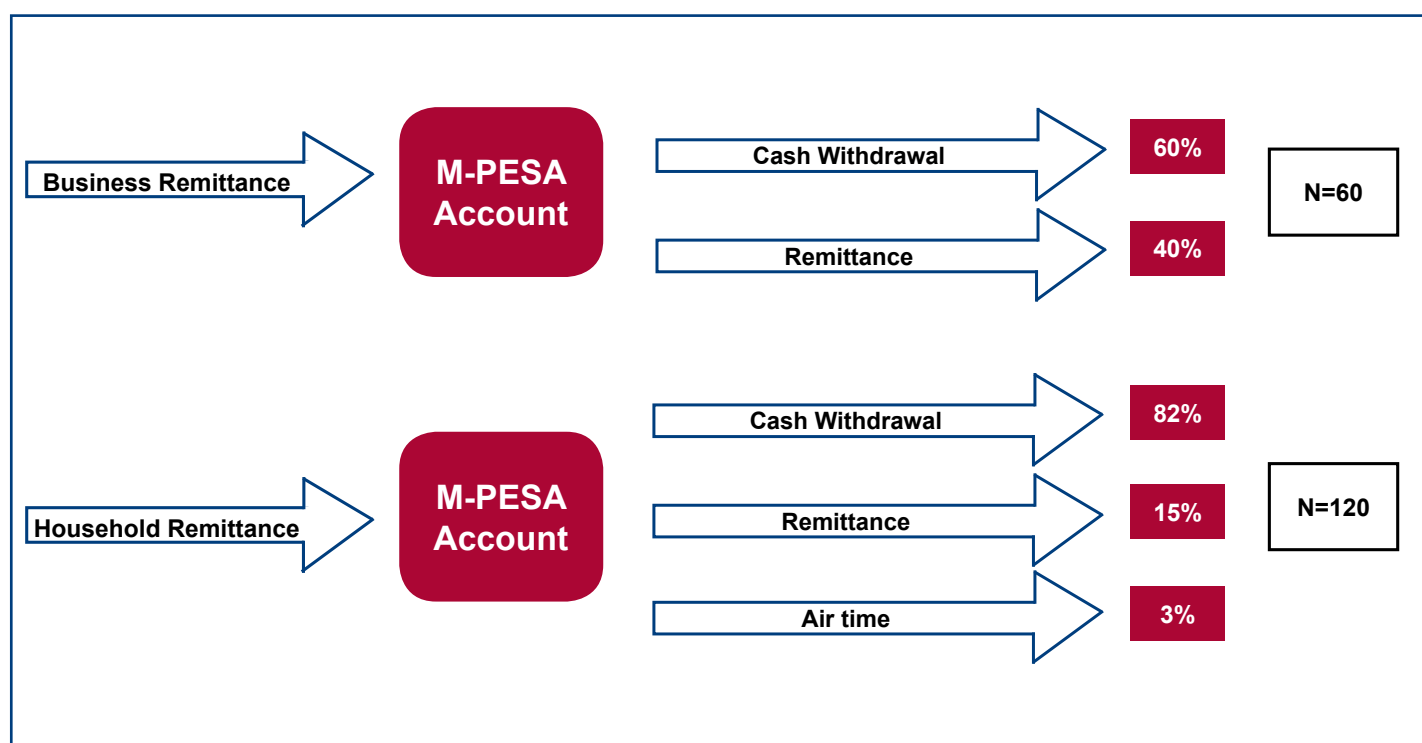 Business Remittance
M-PESA
Account
Cash Withdrawal
60%
Remittance
40%
N=60
Household Remittance
M-PESA
Account
Cash Withdrawal
82%
Remittance
15%
Air time
3%
N=120